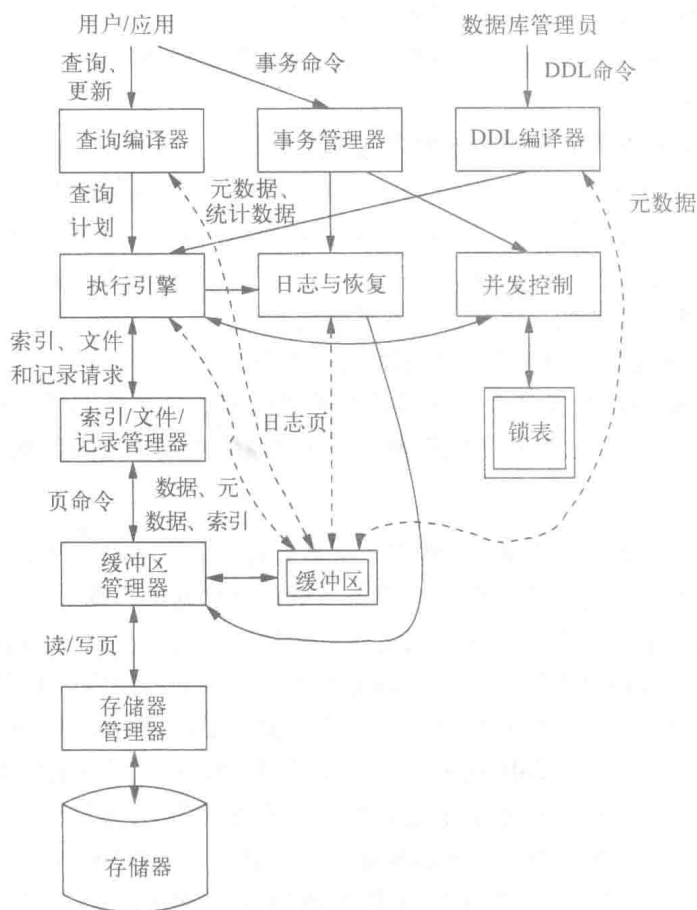 用户/应用
数据库管理员
查询、
更新
事务命令
DDL命令
查询编译器
事务管理器
DDL编译器
查询
计划
元数据、
统计数据
元数据
执行引擎
日志与恢复
并发控制
索引、文件
和记录请求
索引/文件/
记录管理器
日志页
锁表
页命令
数据、元
数据、索引
缓冲区
管理器
缓冲区
读/写页
存储器
管理器
存储器